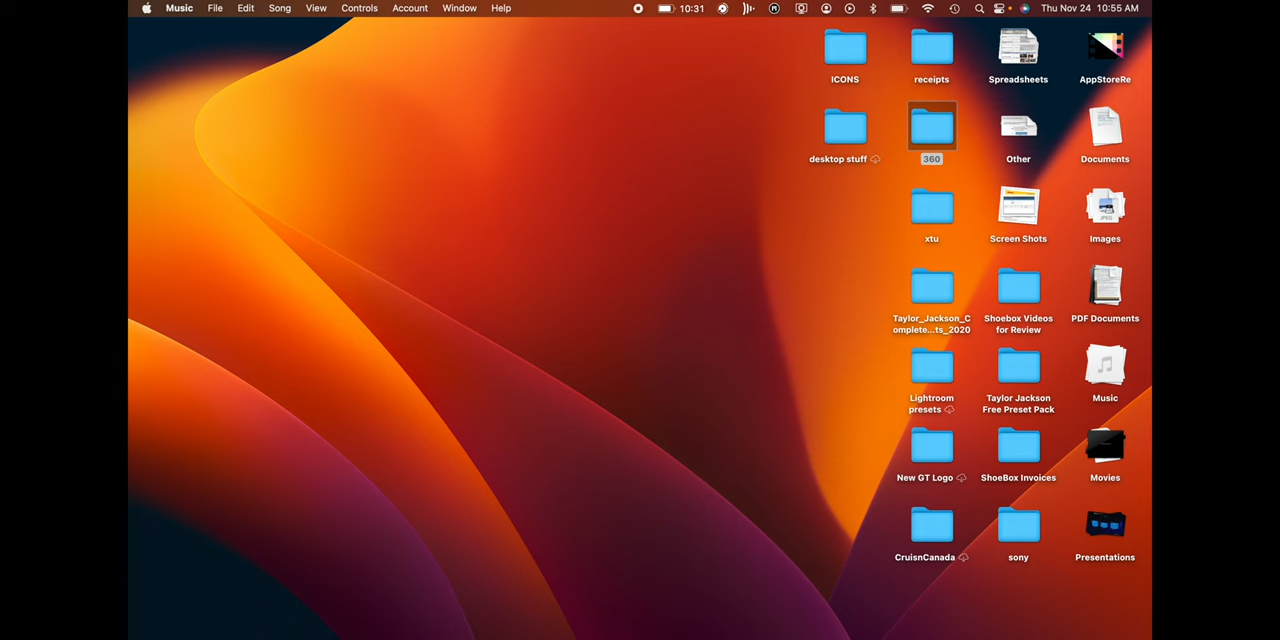 Music File Edit Song View Controls Account Window Help 10:31 Thu Nov 24 10:55 AM
ICONS receipts Spreadsheets AppStoreRe
desktop stuff 360 Other Documents
xtu Screen Shots Images
JPEG
Taylor_Jackson_C
omplete...ts_2020
Shoebox Videos
for Review
PDF Documents
Lightroom
presets
Taylor Jackson
Free Preset Pack
Music
New GT Logo ShoeBox Invoices Movies
CruisnCanada sony Presentations